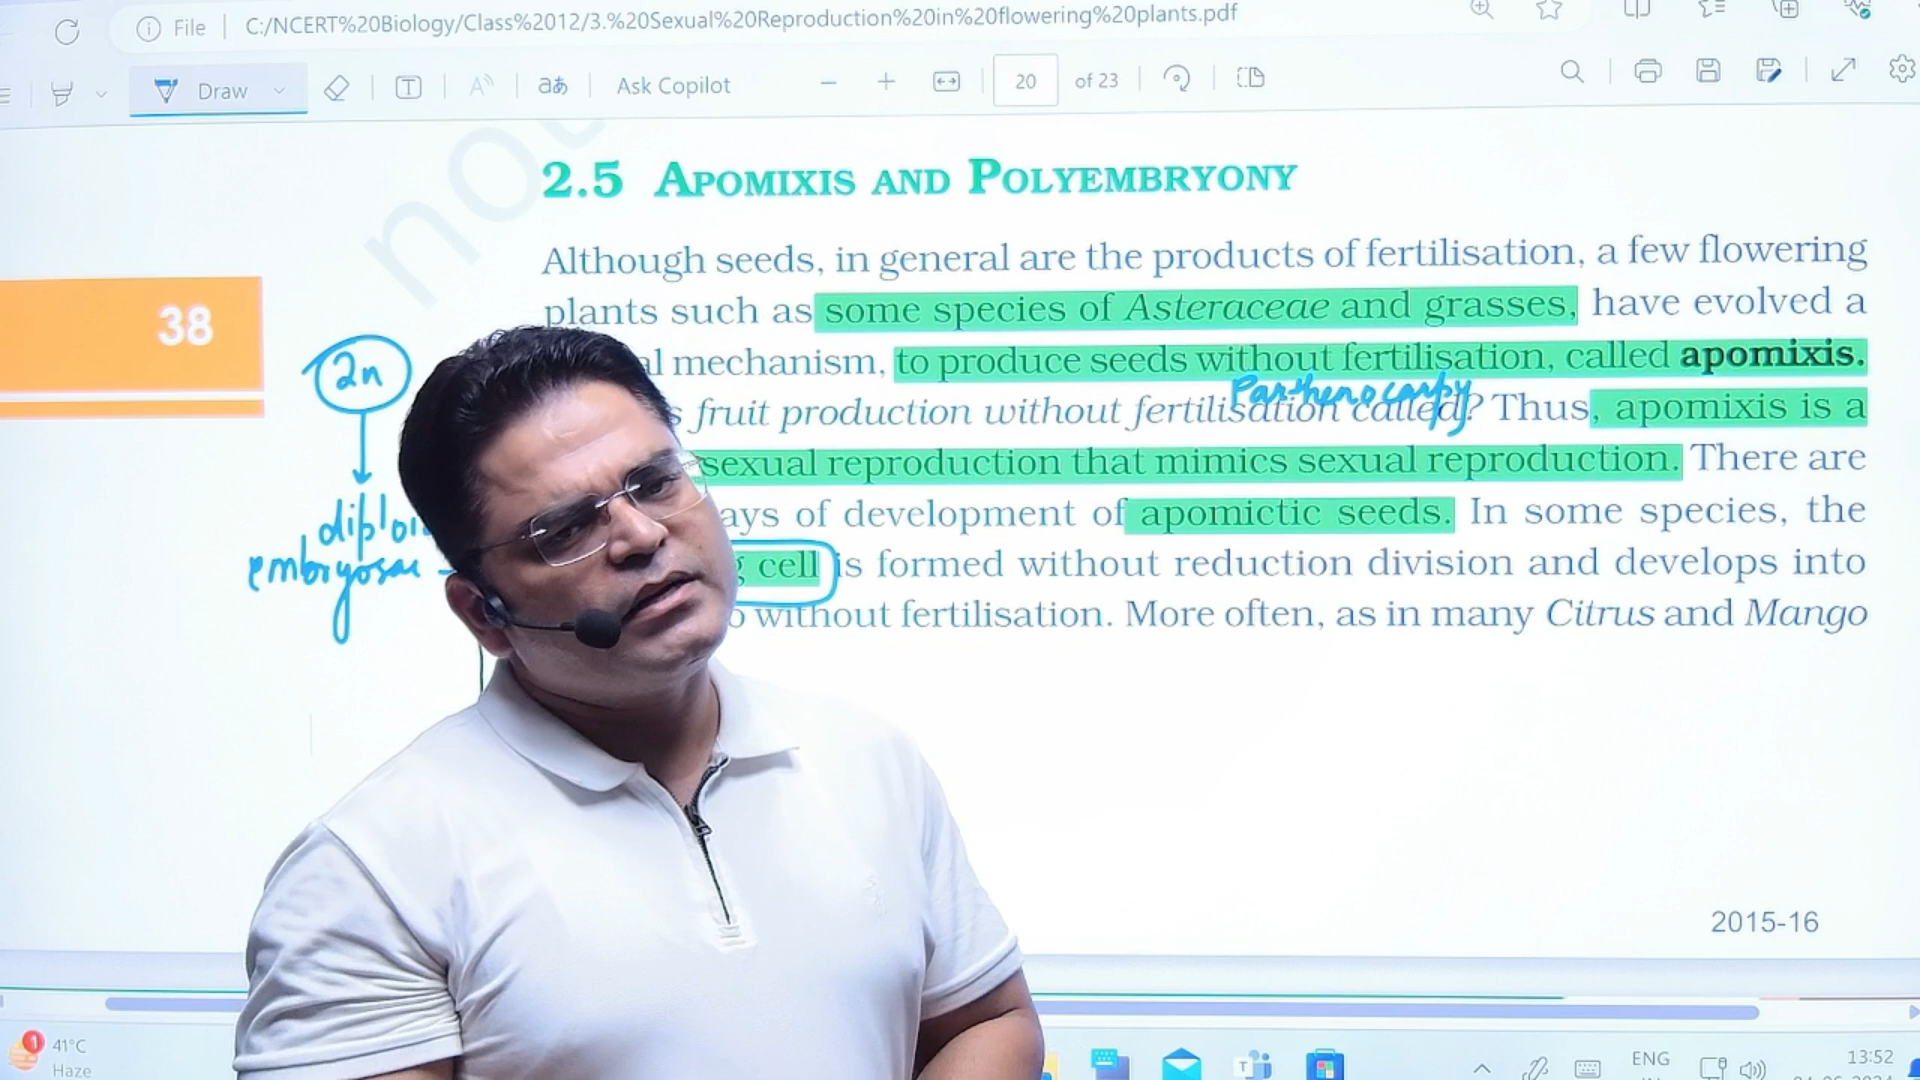 File C:/NCERT%20Biology/Class%2012/3.%20Sexual%20Reproduction%20in%20flowering%20plants.pdf
Draw Ask Copilot 20 of 23
not
2.5 APOMIXIS AND POLYEMBRYONY
Although seeds, in general are the products of fertilisation, a few flowering
plants such as some species of Asteraceae and grasses, have evolved a
mechanism, to produce seeds without fertilisation, called apomixis.
Parthenocarpy
fruit production without fertilisation called? Thus, apomixis is a
sexual reproduction that mimics sexual reproduction. There are
of development of apomictic seeds. In some species, the
cell is formed without reduction division and develops into
without fertilisation. More often, as in many Citrus and Mango
38
2n
embryosac
2015-16
1
41°C
Haze
ENG
13:52